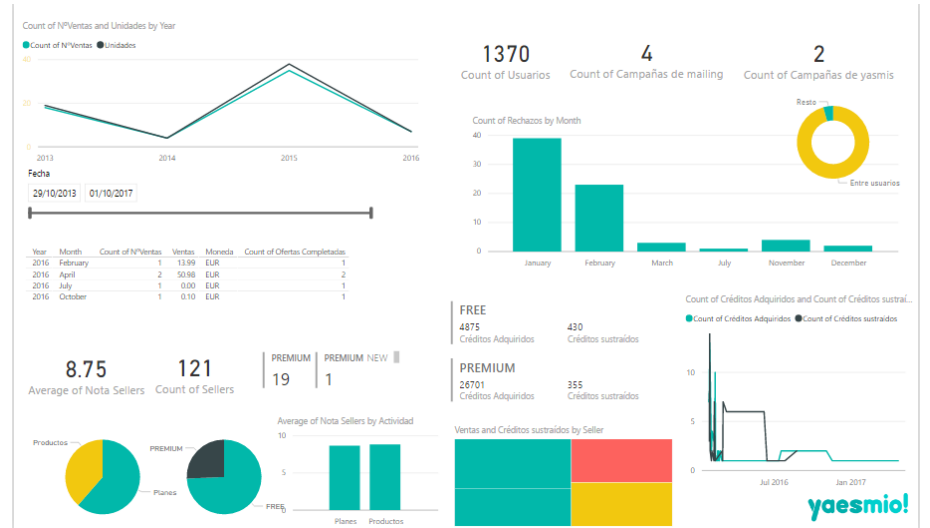 Count of NºVentas and Unidades by Year
Count of NºVentas Unidades
40
20
0
2013 2014 2015 2016
Fecha
29/10/2013 01/10/2017
Year Month Count of NºVentas Ventas Moneda Count of Ofertas Completadas
2016 February 1 13.99 EUR 1
2016 April 2 50.98 EUR 2
2016 July 1 0.00 EUR 1
2016 October 1 0.10 EUR 1
8.75
Average of Nota Sellers
121
Count of Sellers
PREMIUM
19
PREMIUM NEW
1
Productos
Planes
PREMIUM
FREE
Average of Nota Sellers by Actividad
10
5
0
Planes Productos
1370
Count of Usuarios
4
Count of Campañas de mailing
2
Count of Campañas de yasmis
Resto
Entre usuarios
Count of Rechazos by Month
40
30
20
10
0
January February March July November December
FREE
4875 430
Créditos Adquiridos Créditos sustraídos
PREMIUM
26701 355
Créditos Adquiridos Créditos sustraídos
Ventas and Créditos sustraídos by Seller
Count of Créditos Adquiridos and Count of Créditos sustraí...
Count of Créditos Adquiridos Count of Créditos sustraídos
10
5
0
Jul 2016 Jan 2017
yaesmio!